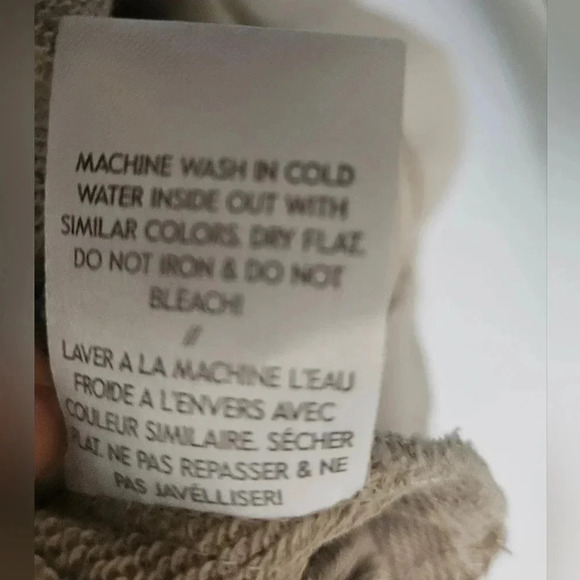 MACHINE WASH IN COLD
WATER INSIDE OUT WITH
SIMILAR COLORS. DRY FLAT.
DO NOT IRON & DO NOT
BLEACH!
//
LAVER A LA MACHINE L'EAU
FROIDE A L'ENVERS AVEC
COULEUR SIMILAIRE. SÉCHER
PLAT. NE PAS REPASSER & NE
PAS JAVÉLLISER!